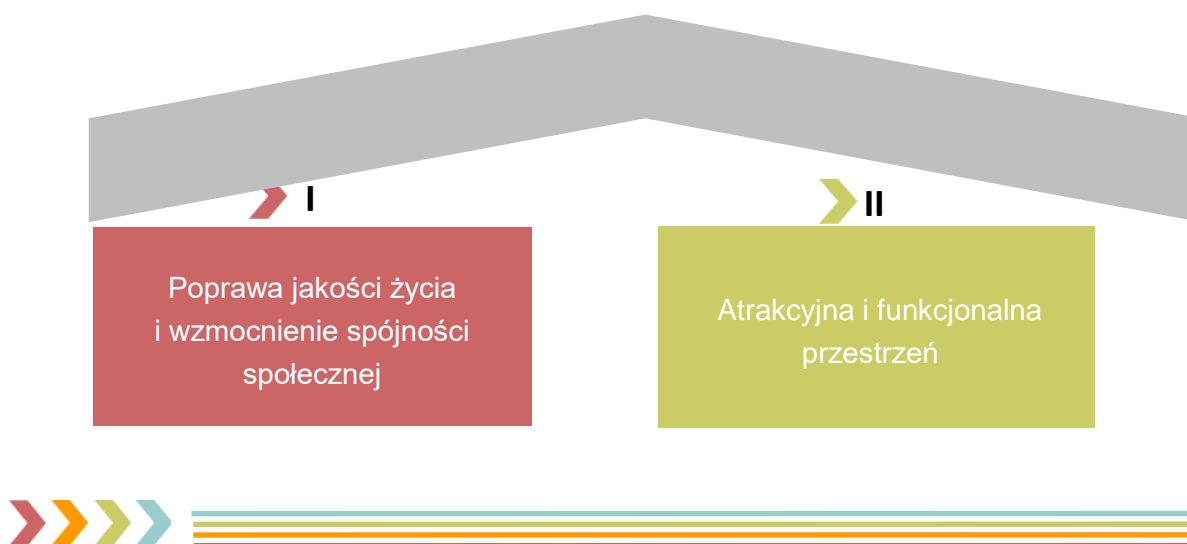 I
II
Poprawa jakości życia
i wzmocnienie spójności
społecznej
Atrakcyjna i funkcjonalna
przestrzeń